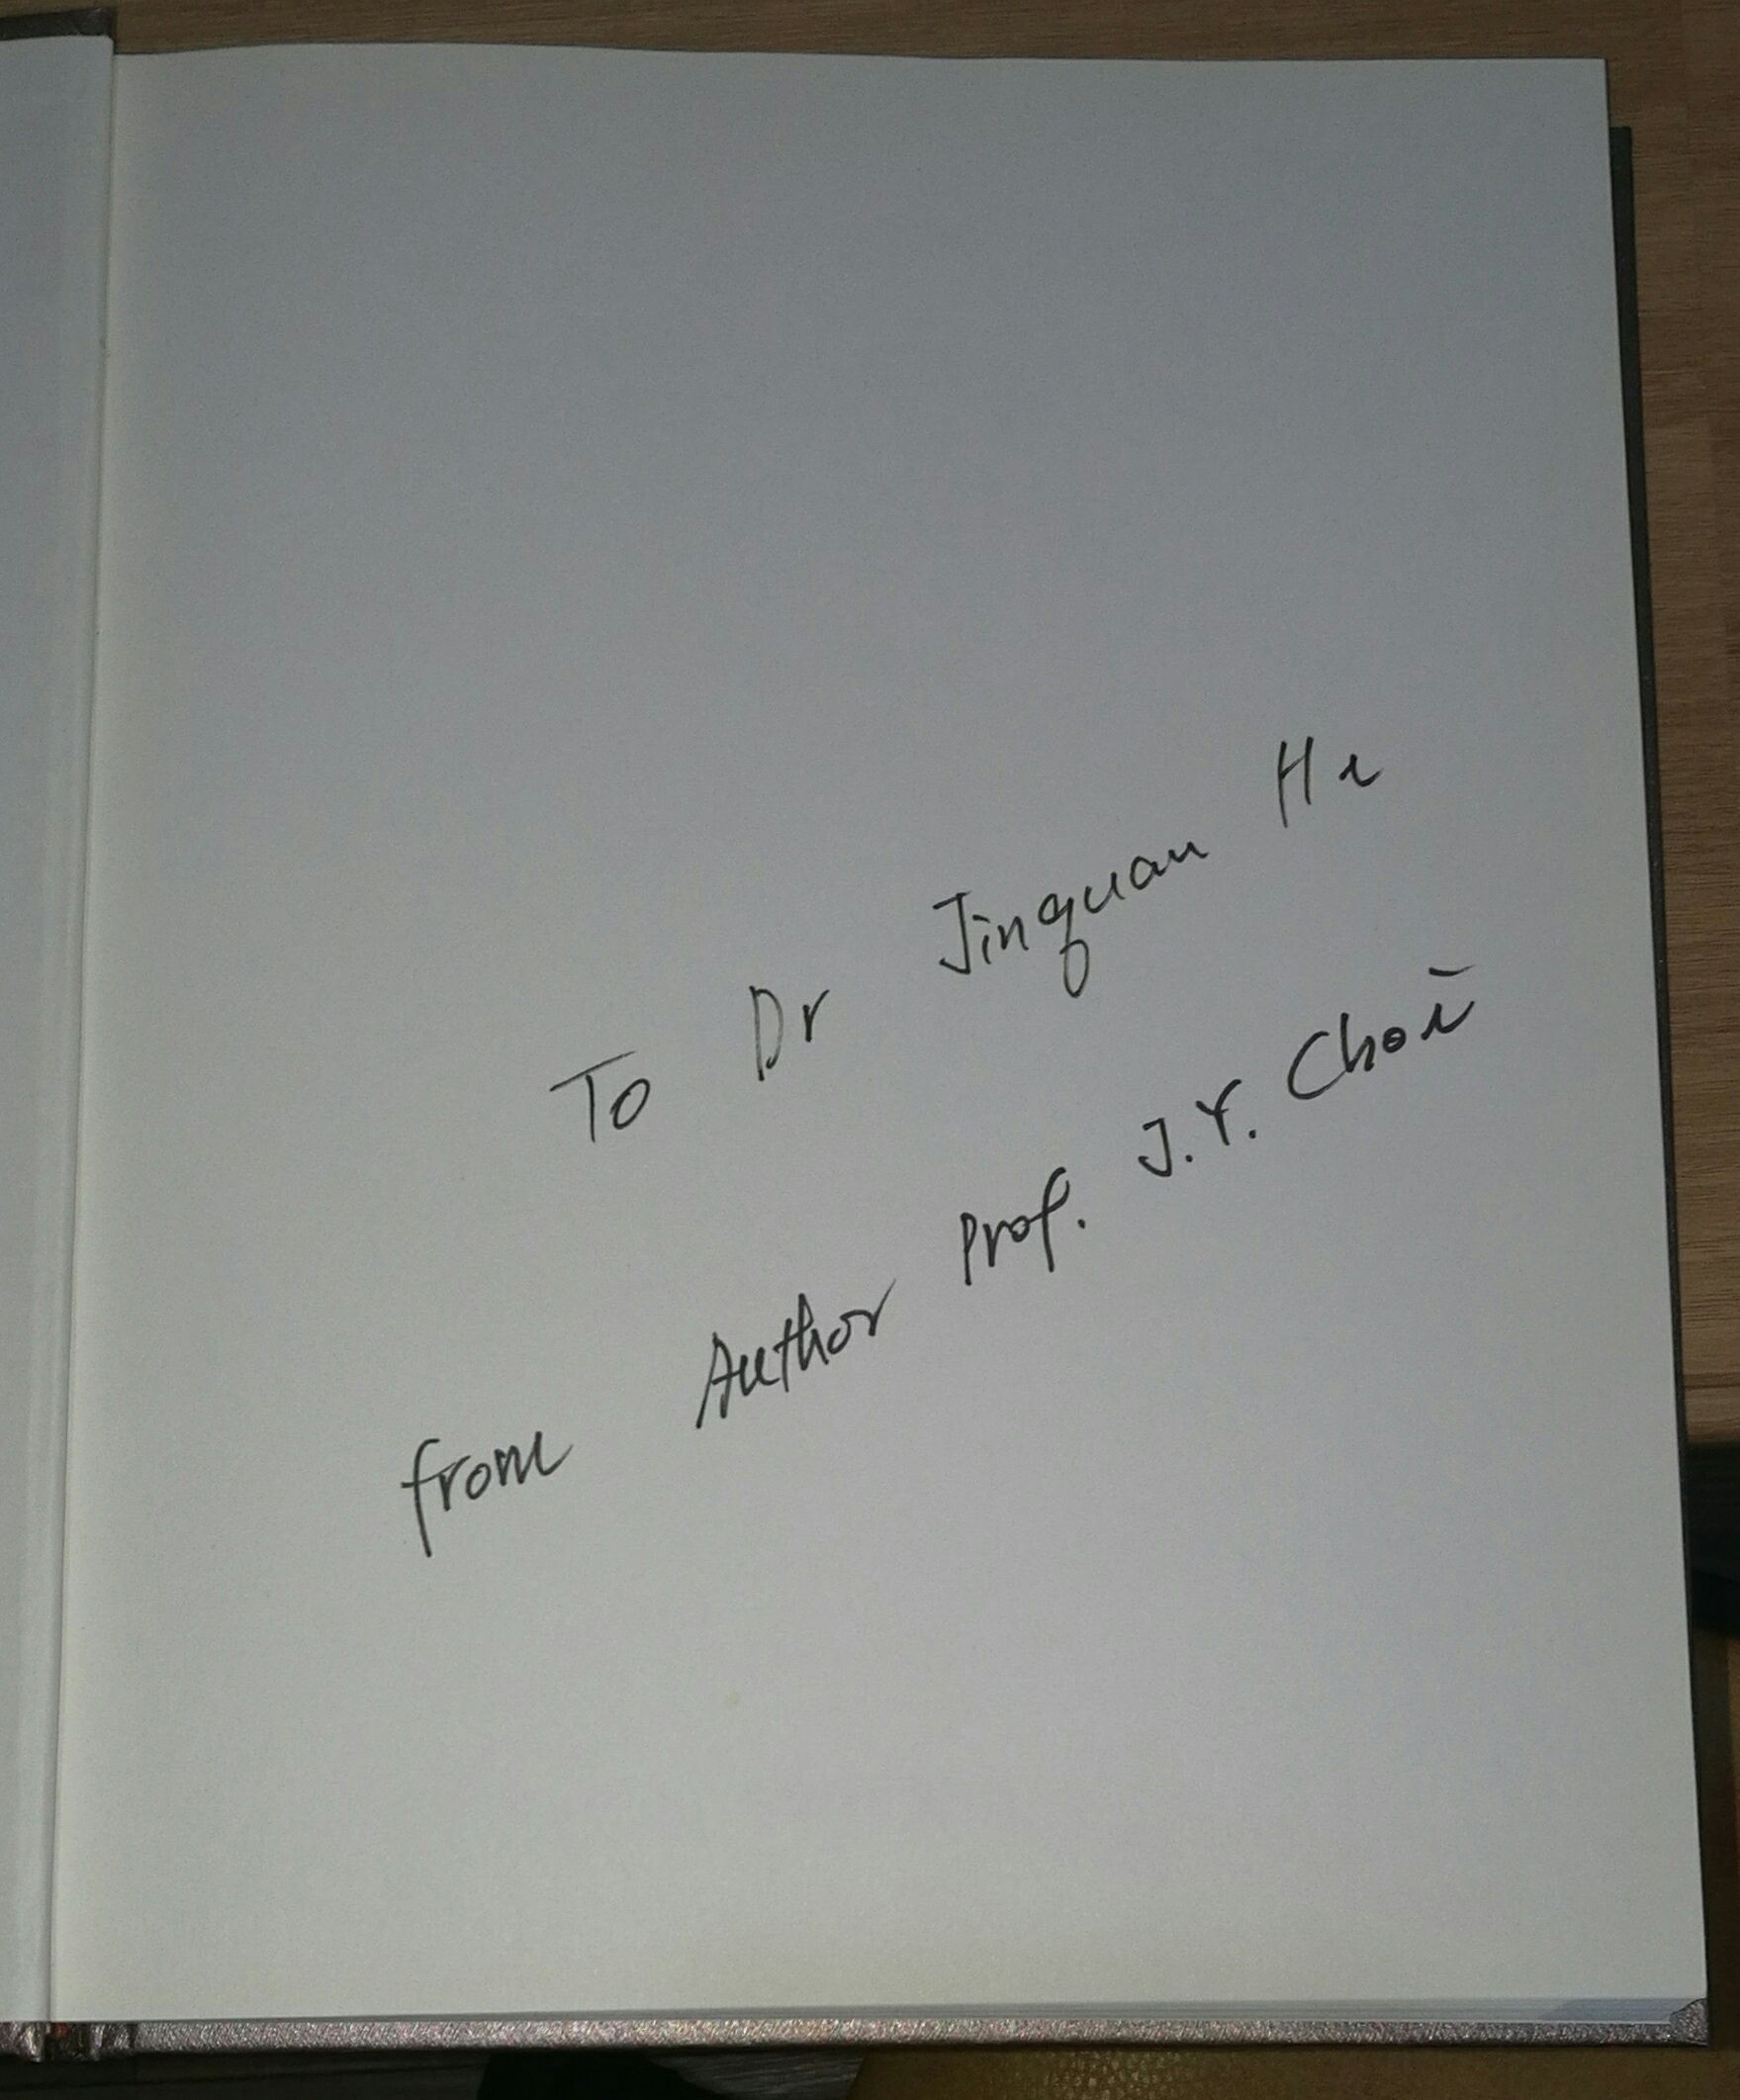 To Dr Jinquan He
from Author Prof. J.Y. Choi